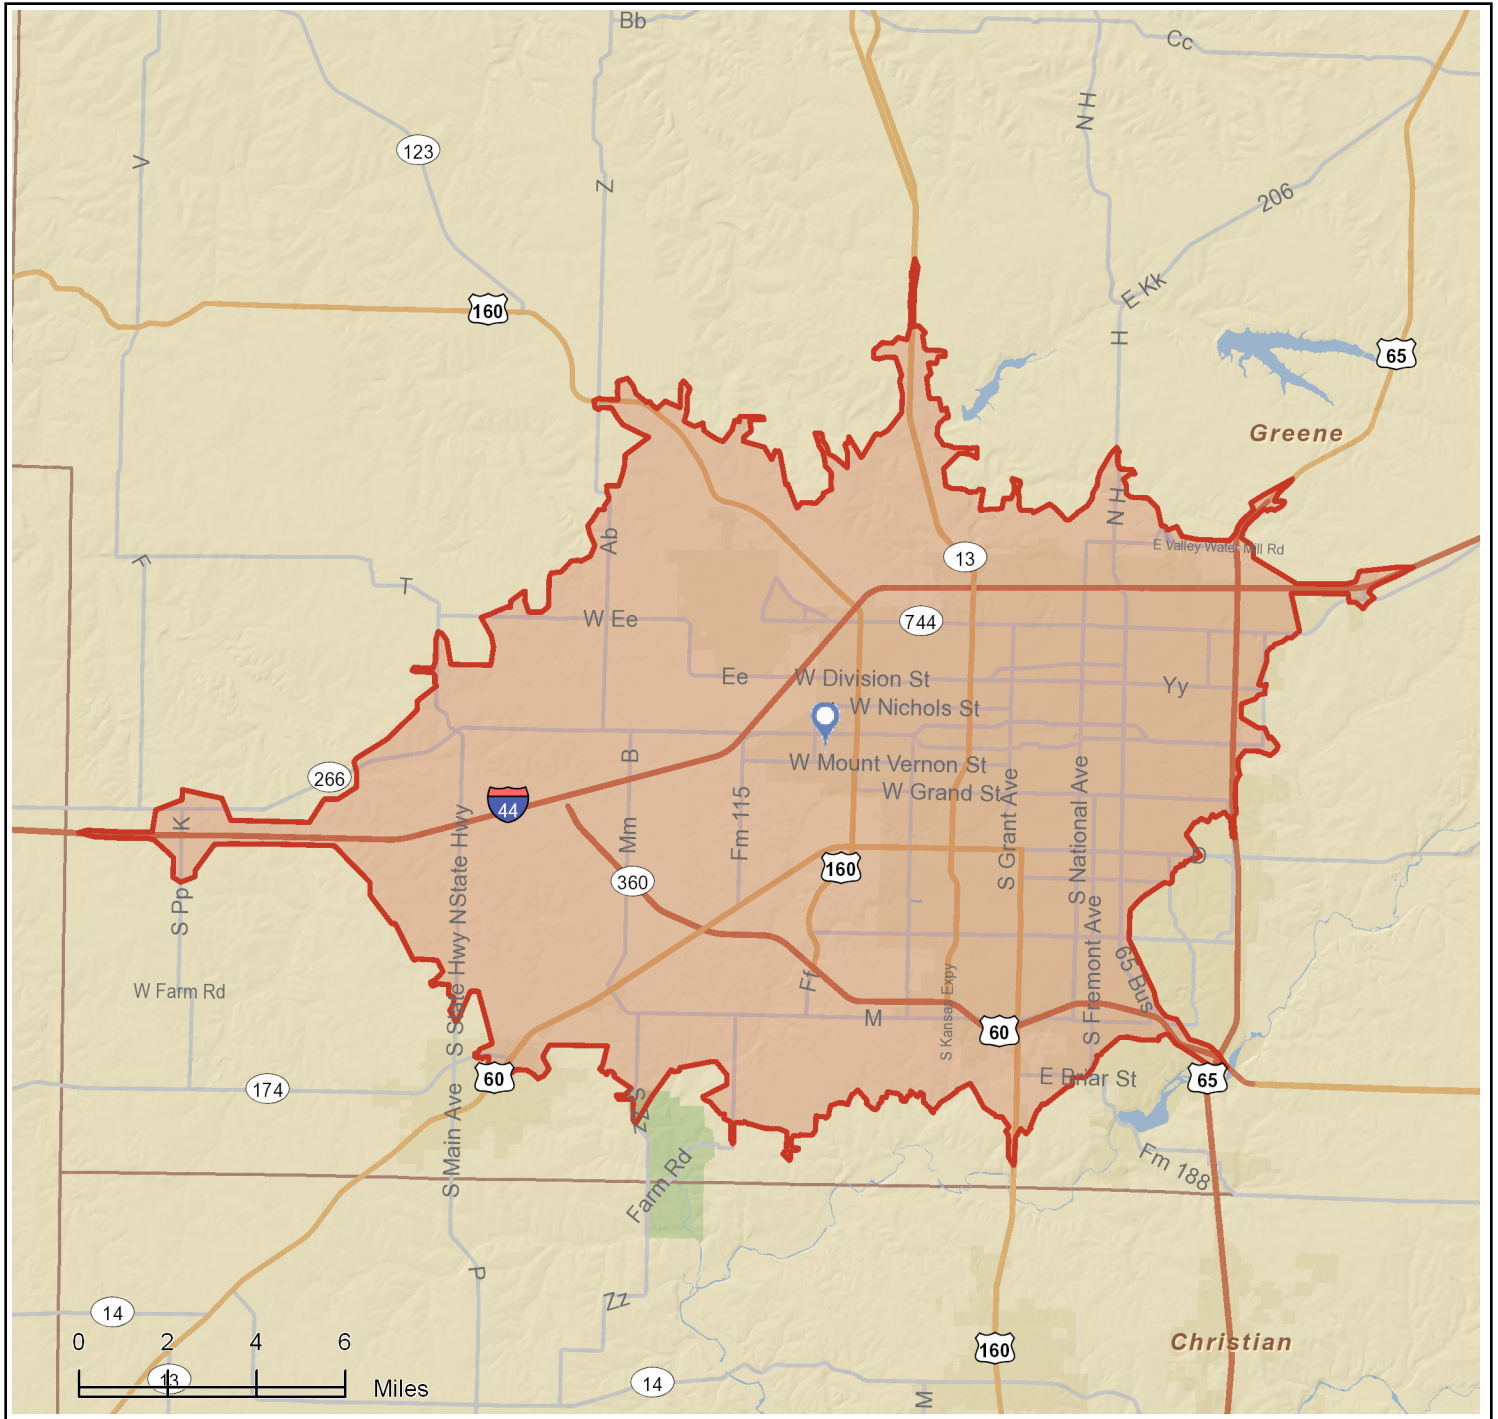 Bb
Cc
N H
123
V
Z
206
E Kk
160
H
65
Greene
N H
Ab
E Valley Water Mill Rd
13
F
T
W Ee
744
Ee
W Division St
Yy
W Nichols St
B
W Mount Vernon St
266
W Grand St
44
K
Fm 115
Mm
S Grant Ave
S National Ave
D
160
360
S Pp
S State Hwy N
State Hwy
S Fremont Ave
65 Bus
Ff
W Farm Rd
S Kansas Expy
M
60
60
E Briar St
65
174
S Zz
S Main Ave
Farm Rd
Fm 188
P
Zz
14
0 2 4 6
Miles
13
160
Christian
14
M